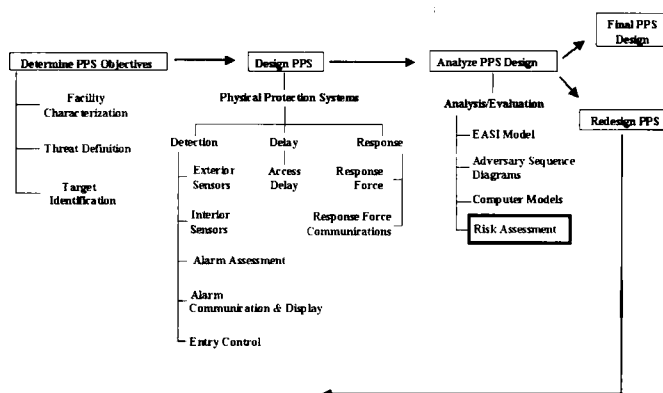 Final PPS
Design
Determine PPS Objectives
Design PPS
Analyze PPS Design
Redesign PPS
Facility
Characterization
Threat Definition
Target
Identification
Physical Protection Systems
Detection
Delay
Response
Exterior
Sensors
Interior
Sensors
Alarm Assessment
Alarm
Communication & Display
Entry Control
Access
Delay
Response
Force
Response Force
Communications
Analysis/Evaluation
EASI Model
Adversary Sequence
Diagrams
Computer Models
Risk Assessment